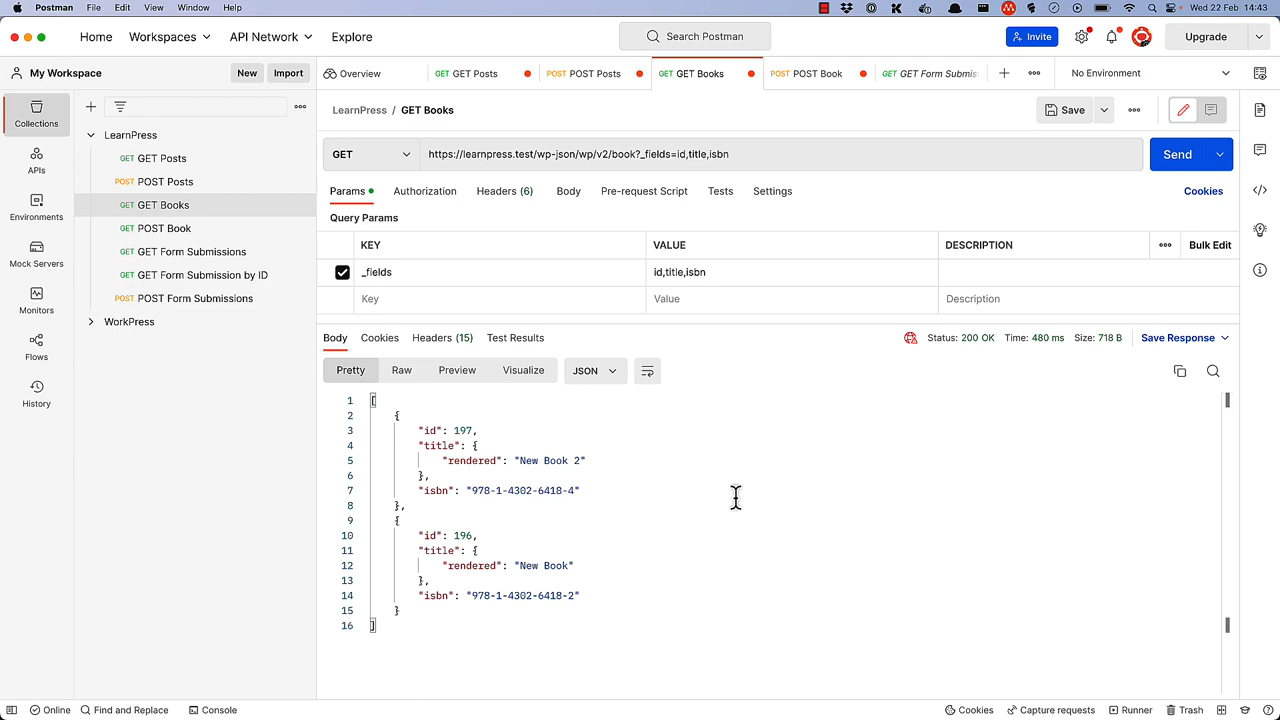 Postman File Edit View Window Help Wed 22 Feb 14:43
Home Workspaces API Network Explore Search Postman Invite Upgrade
My Workspace New Import Overview GET GET Posts POST POST Posts GET GET Books POST POST Book GET GET Form Submis No Environment
Collections
APIs
Environments
Mock Servers
Monitors
Flows
History
LearnPress
GET GET Posts
POST POST Posts
GET GET Books
POST POST Book
GET GET Form Submissions
GET GET Form Submission by ID
POST POST Form Submissions
WorkPress
LearnPress / GET Books Save
GET https://learnpress.test/wp-json/wp/v2/book?_fields=id,title,isbn Send
Params Authorization Headers (6) Body Pre-request Script Tests Settings Cookies
Query Params
KEY VALUE DESCRIPTION Bulk Edit
_fields id,title,isbn
Key Value Description
Body Cookies Headers (15) Test Results Status: 200 OK Time: 480 ms Size: 718 B Save Response
Pretty Raw Preview Visualize JSON
1 [
2 {
3 "id": 197,
4 "title": {
5 "rendered": "New Book 2"
6 },
7 "isbn": "978-1-4302-6418-4"
8 },
9 {
10 "id": 196,
11 "title": {
12 "rendered": "New Book"
13 },
14 "isbn": "978-1-4302-6418-2"
15 }
16 ]
Online Find and Replace Console Cookies Capture requests Runner Trash